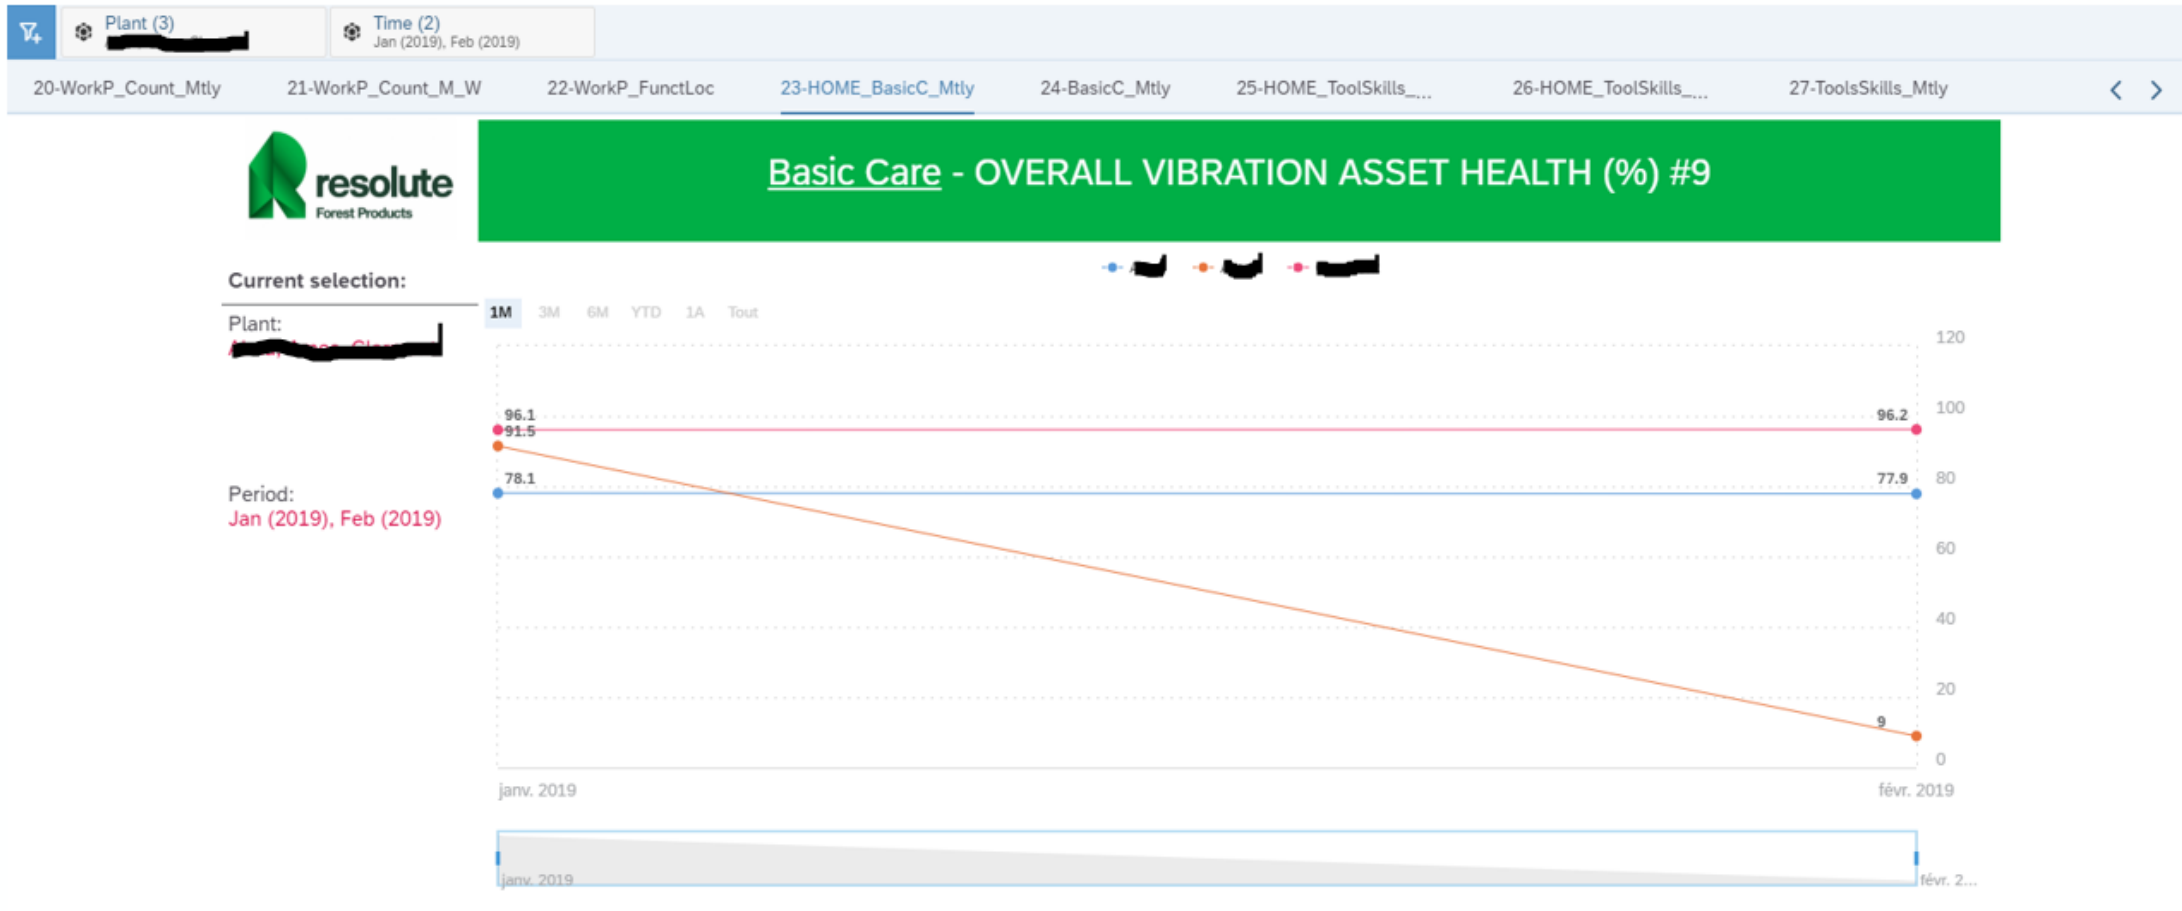 Plant (3)
Time (2)
Jan (2019), Feb (2019)
20-WorkP_Count_Mtly
21-WorkP_Count_M_W
22-WorkP_FunctLoc
23-HOME_BasicC_Mtly
24-BasicC_Mtly
25-HOME_ToolSkills_...
26-HOME_ToolSkills_...
27-ToolsSkills_Mtly
resolute
Forest Products
Basic Care - OVERALL VIBRATION ASSET HEALTH (%) #9
Current selection:
Plant:
Period:
Jan (2019), Feb (2019)
1M 3M 6M YTD 1A Tout
120
100
80
60
40
20
0
96.1
91.5
78.1
96.2
77.9
9
janv. 2019
févr. 2019
janv. 2019
févr. 2...